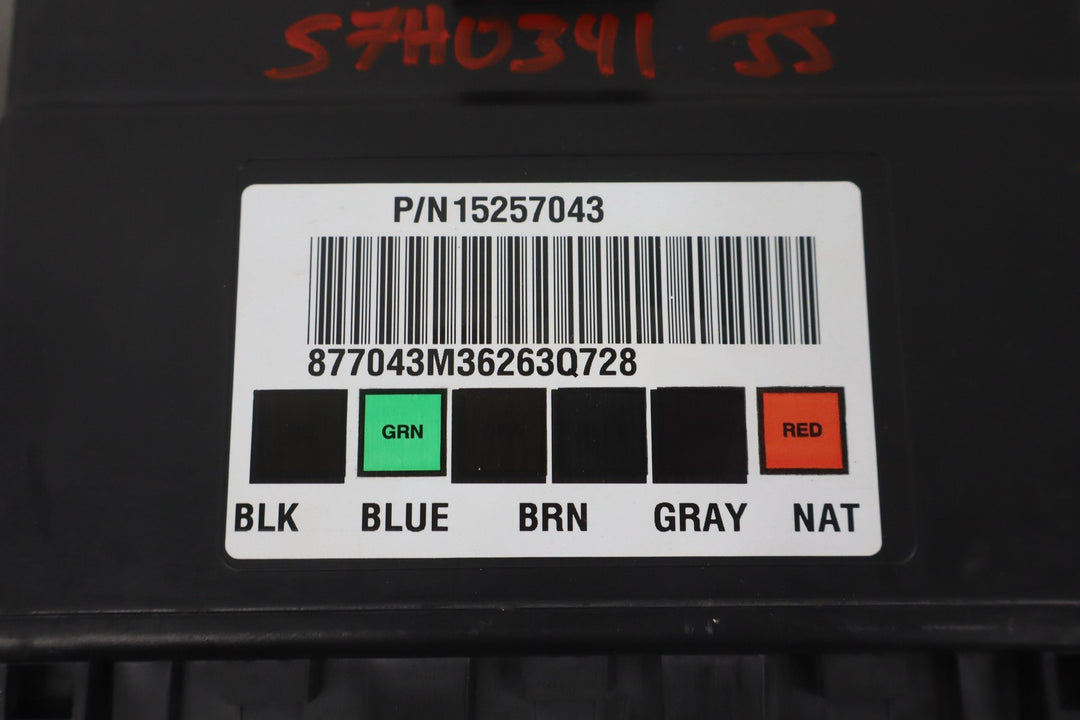 S7H0341 JS
P/N15257043
877043M36263Q728
GRN RED
BLK BLUE BRN GRAY NAT